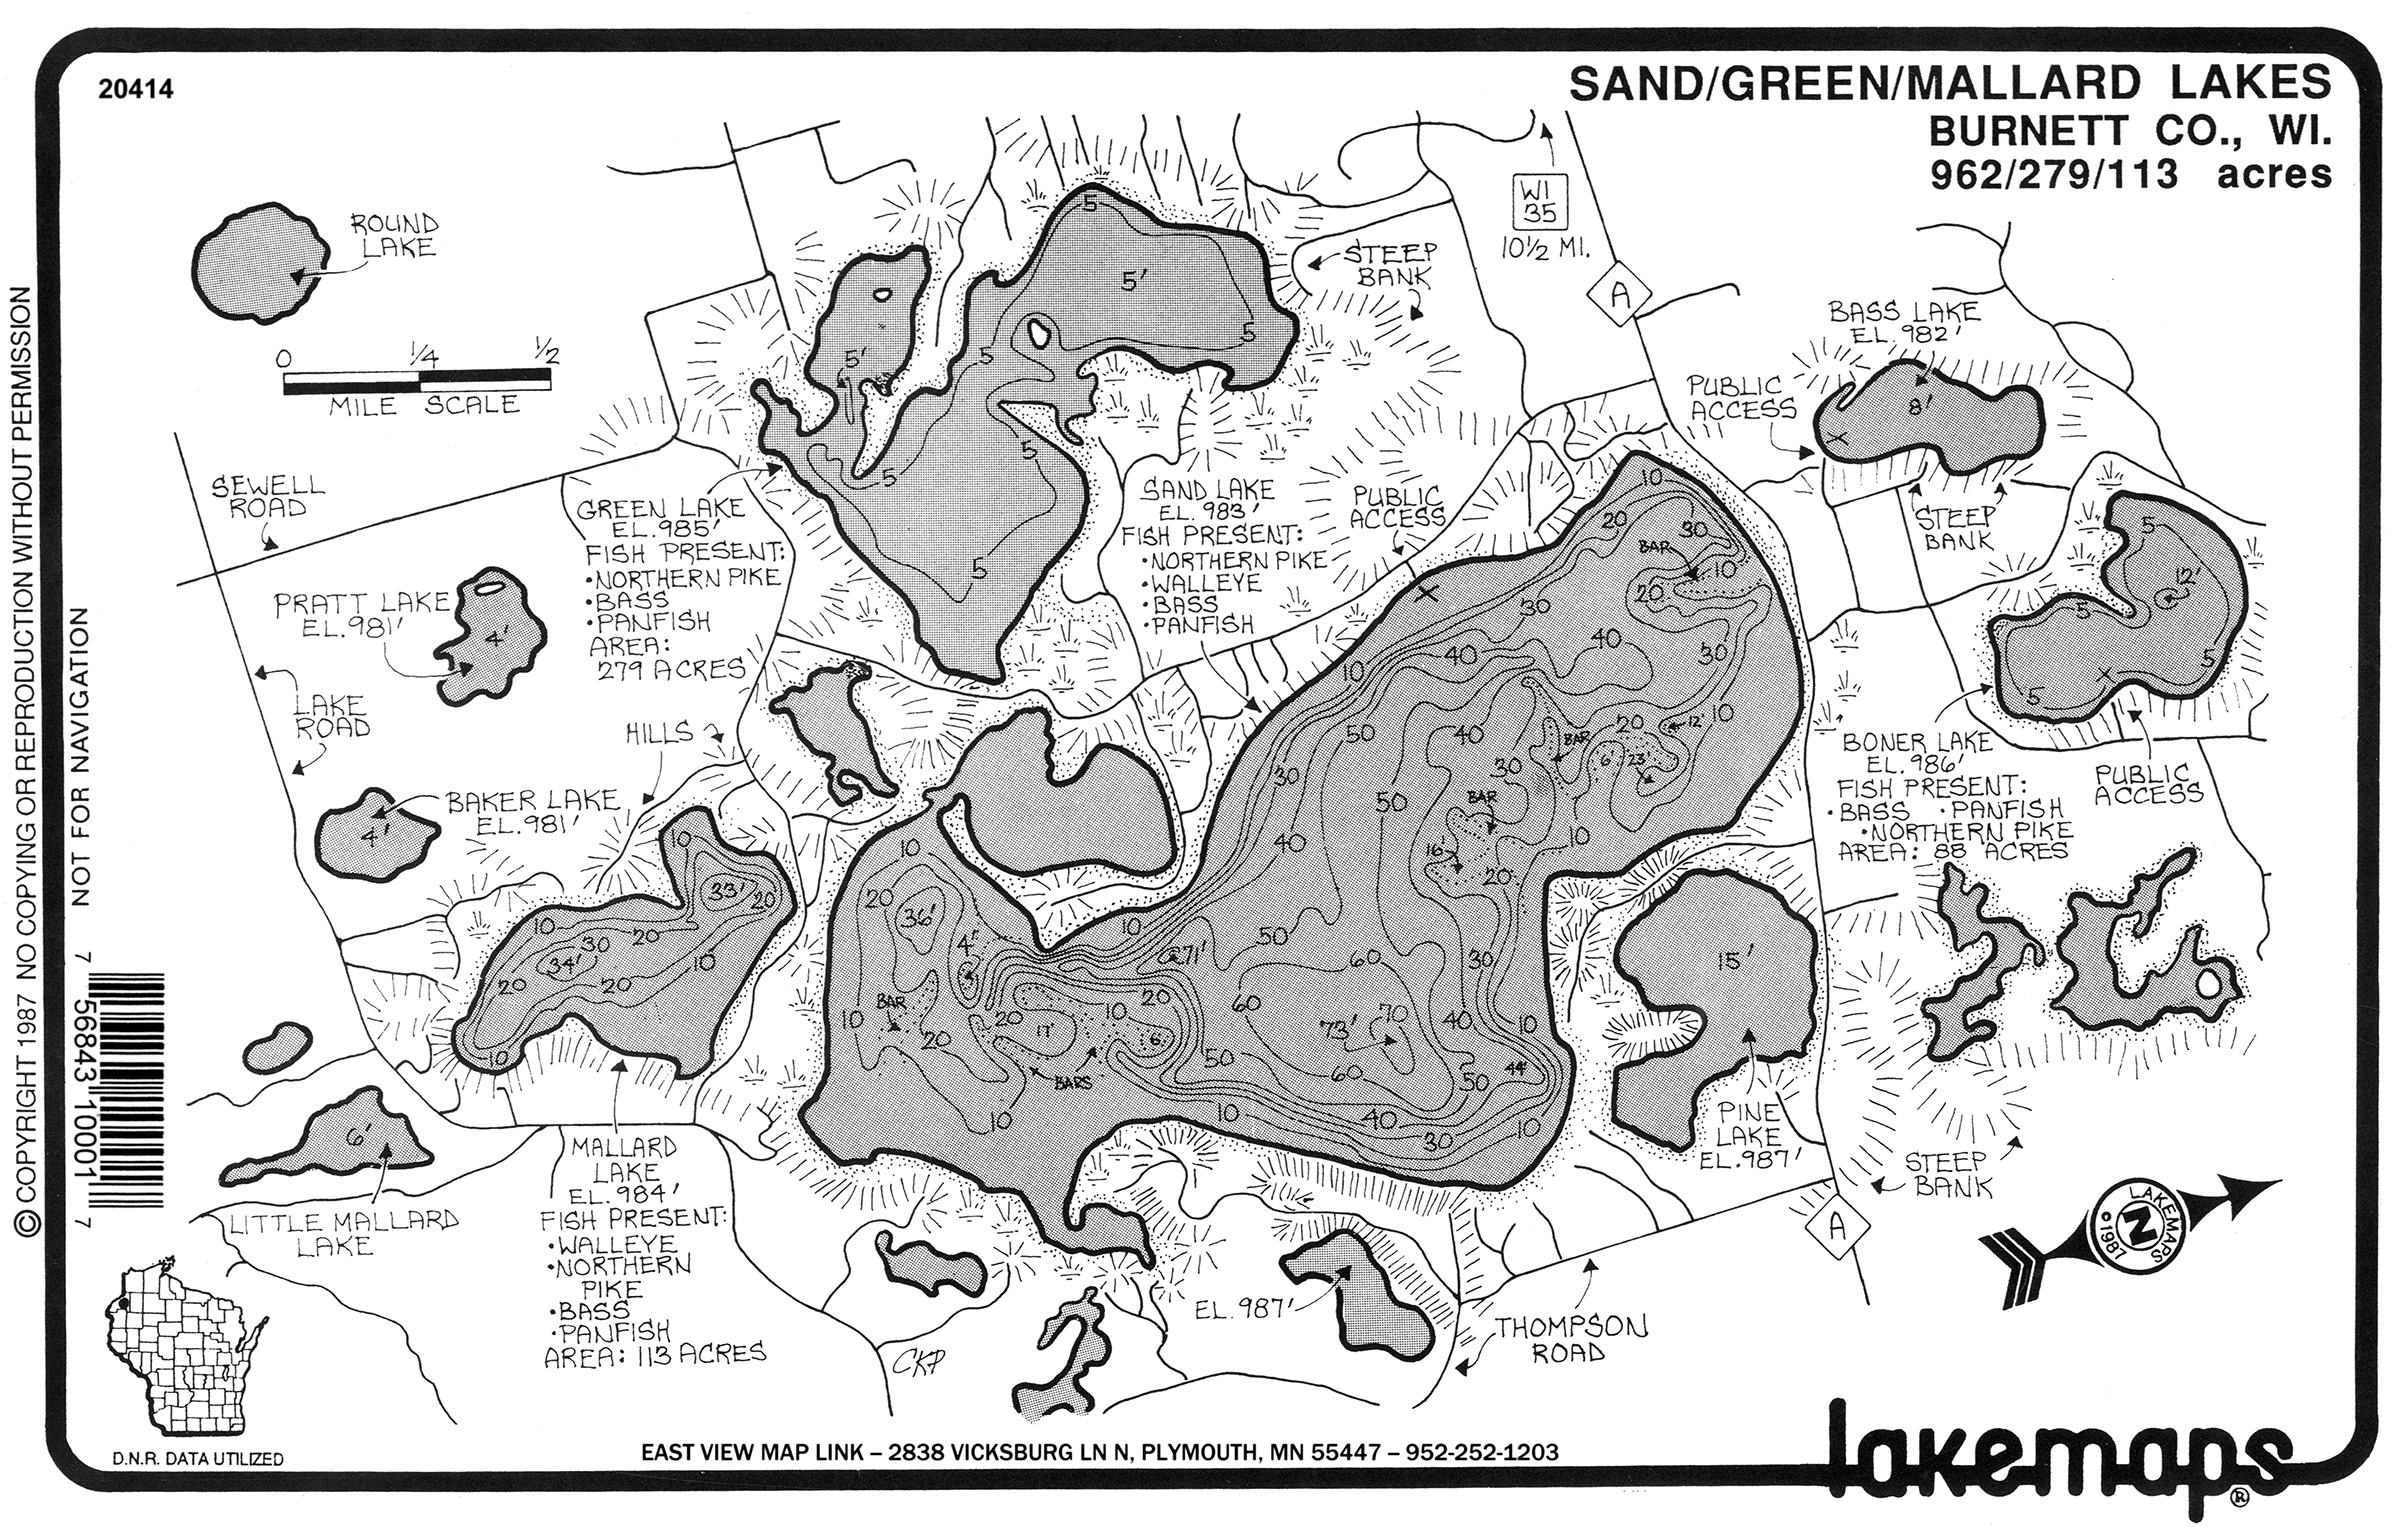 20414
SAND/GREEN/MALLARD LAKES
BURNETT CO., WI.
962/279/113 acres
ROUND
LAKE
0 1/4 1/2
MILE SCALE
5
5'
5
5
5'
5
5
5
STEEP
BANK
WI
35
10 1/2 MI.
A
BASS LAKE
EL. 982'
8'
PUBLIC
ACCESS
X
STEEP
BANK
SEWELL
ROAD
GREEN LAKE
EL. 985'
FISH PRESENT:
•NORTHERN PIKE
•BASS
•PANFISH
AREA:
279 ACRES
SAND LAKE
EL. 983'
FISH PRESENT:
•NORTHERN PIKE
•WALLEYE
•BASS
•PANFISH
PUBLIC
ACCESS
X
10
20
30
BAR
10
20
30
40
40
30
10
50
40
20
12'
10
BAR
6'
23'
30
30
50
BAR
10
40
16'
20
10
50
71'
60
30
60
70
73'
40
10
50
60
50
44'
10
40
30
10
5
12'
5
5
X
5
BONER LAKE
EL. 986'
FISH PRESENT:
•BASS •PANFISH
•NORTHERN PIKE
AREA: 88 ACRES
PUBLIC
ACCESS
PRATT LAKE
EL. 981'
4'
LAKE
ROAD
HILLS
BAKER LAKE
EL. 981'
4'
10
33'
20
10
30
20
34'
10
20
20
10
10
20
36'
4'
BAR
10
20
20
17'
10
20
6'
BARS
10
15'
PINE
LAKE
EL. 987'
STEEP
BANK
A
6'
LITTLE MALLARD
LAKE
MALLARD
LAKE
EL. 984'
FISH PRESENT:
•WALLEYE
•NORTHERN
PIKE
•BASS
•PANFISH
AREA: 113 ACRES
CKP
EL. 987'
THOMPSON
ROAD
LAKEMAPS
N
©1987
© COPYRIGHT 1987 NO COPYING OR REPRODUCTION WITHOUT PERMISSION
NOT FOR NAVIGATION
7 56843 10001 7
D.N.R. DATA UTILIZED
EAST VIEW MAP LINK – 2838 VICKSBURG LN N, PLYMOUTH, MN 55447 – 952-252-1203
lakemaps®